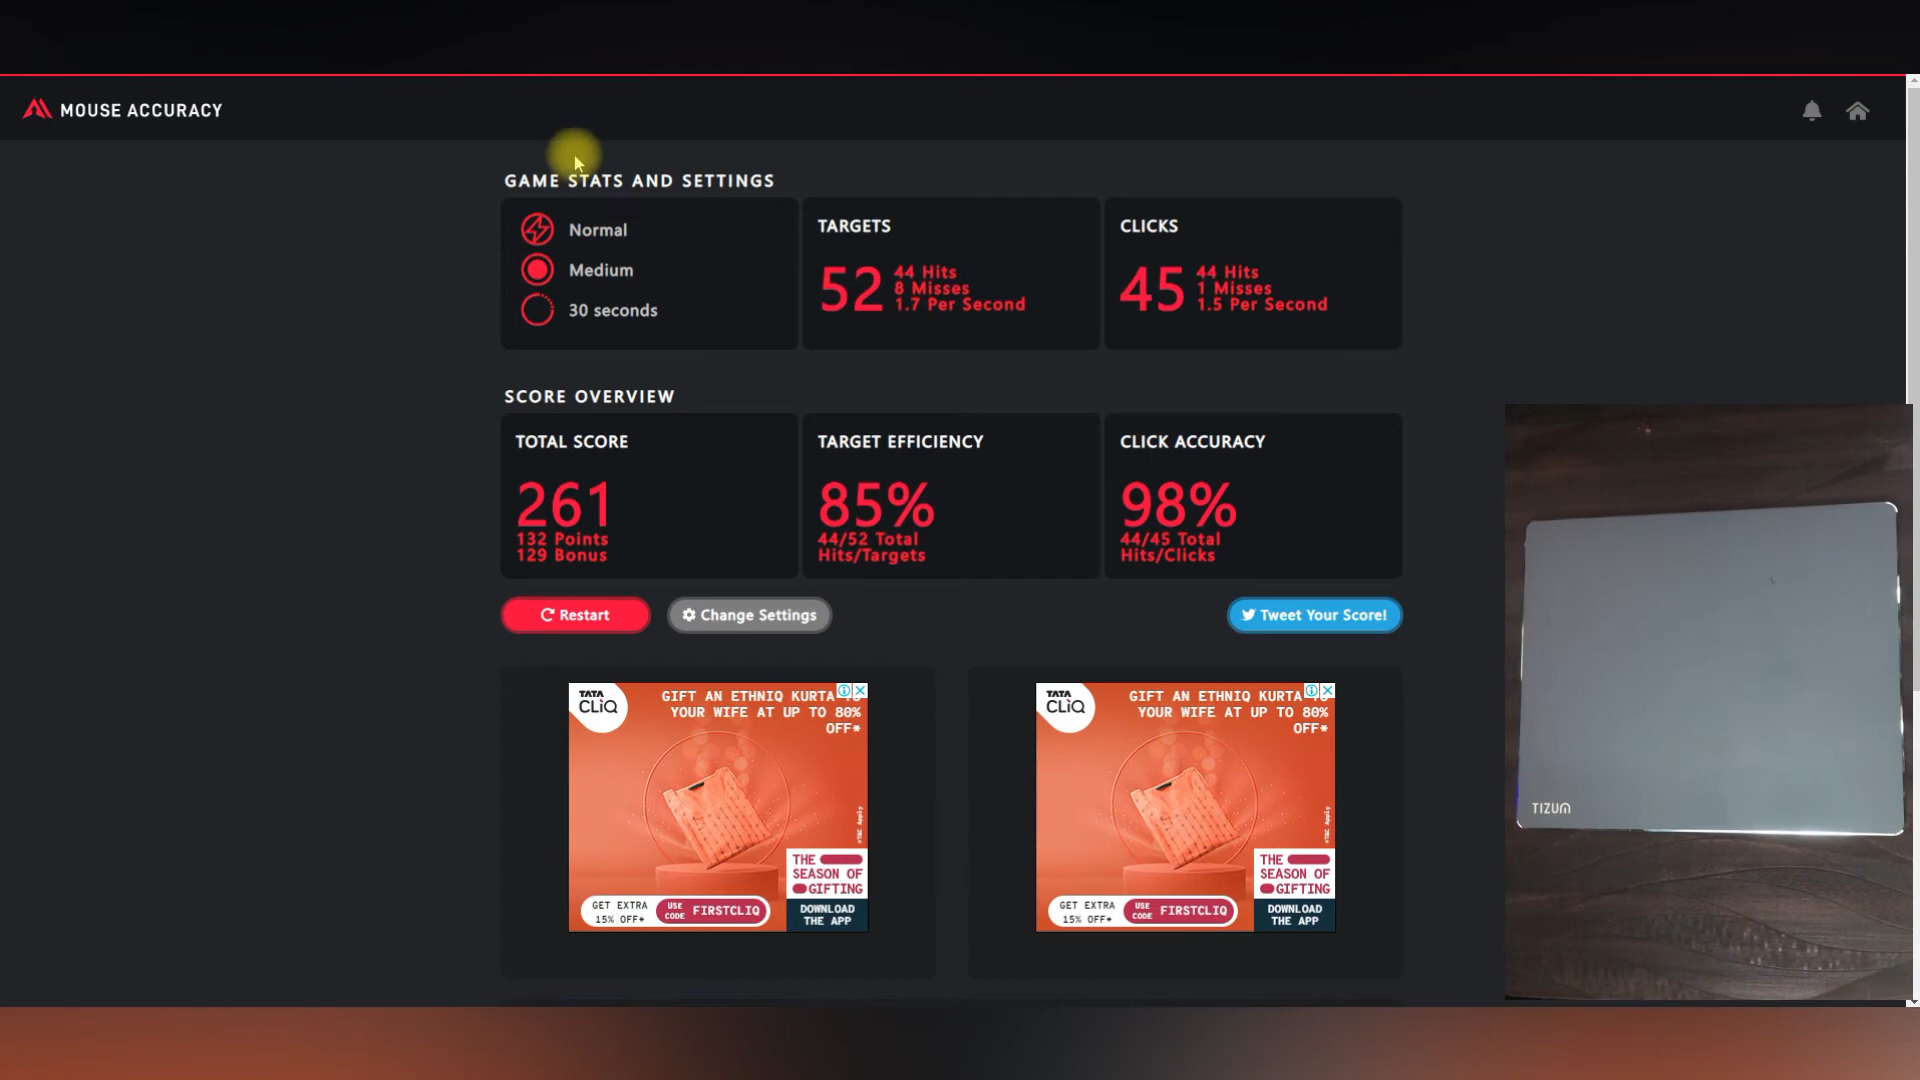 MOUSE ACCURACY
GAME STATS AND SETTINGS
Normal
Medium
30 seconds
TARGETS
52
44 Hits
8 Misses
1.7 Per Second
CLICKS
45
44 Hits
1 Misses
1.5 Per Second
SCORE OVERVIEW
TOTAL SCORE
261
132 Points
129 Bonus
TARGET EFFICIENCY
85%
44/52 Total
Hits/Targets
CLICK ACCURACY
98%
44/45 Total
Hits/Clicks
Restart
Change Settings
Tweet Your Score!
TATA
CLiQ
GIFT AN ETHNIQ KURTA
YOUR WIFE AT UP TO 80%
OFF*
THE
SEASON OF
GIFTING
GET EXTRA
15% OFF*
USE
CODE
FIRSTCLIQ
DOWNLOAD
THE APP
*T&C Apply
TATA
CLiQ
GIFT AN ETHNIQ KURTA
YOUR WIFE AT UP TO 80%
OFF*
THE
SEASON OF
GIFTING
GET EXTRA
15% OFF*
USE
CODE
FIRSTCLIQ
DOWNLOAD
THE APP
*T&C Apply
TIZUM